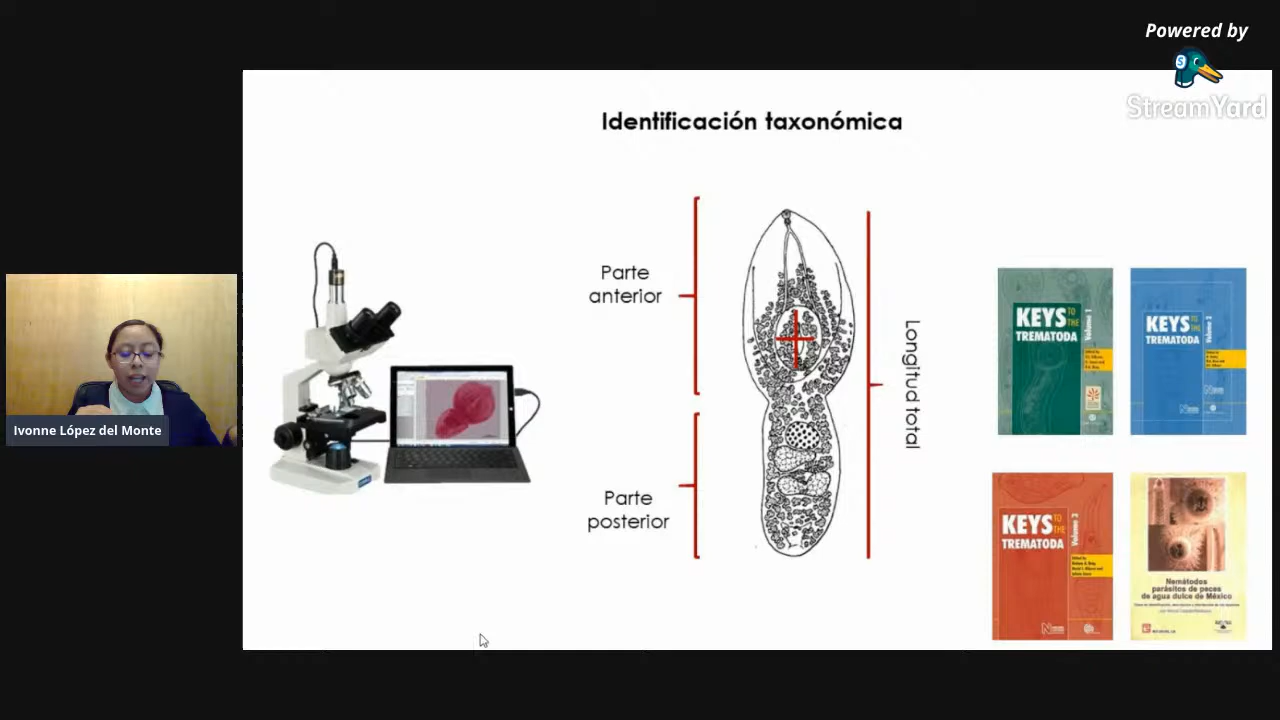 Powered by
StreamYard
Identificación taxonómica
Parte
anterior
Longitud total
Parte
posterior
Ivonne López del Monte
KEYS TO THE
TREMATODA
Volume 1
KEYS TO THE
TREMATODA
Volume 2
KEYS TO THE
TREMATODA
Volume 3
Nemátodos
parásitos de peces
de agua dulce de México